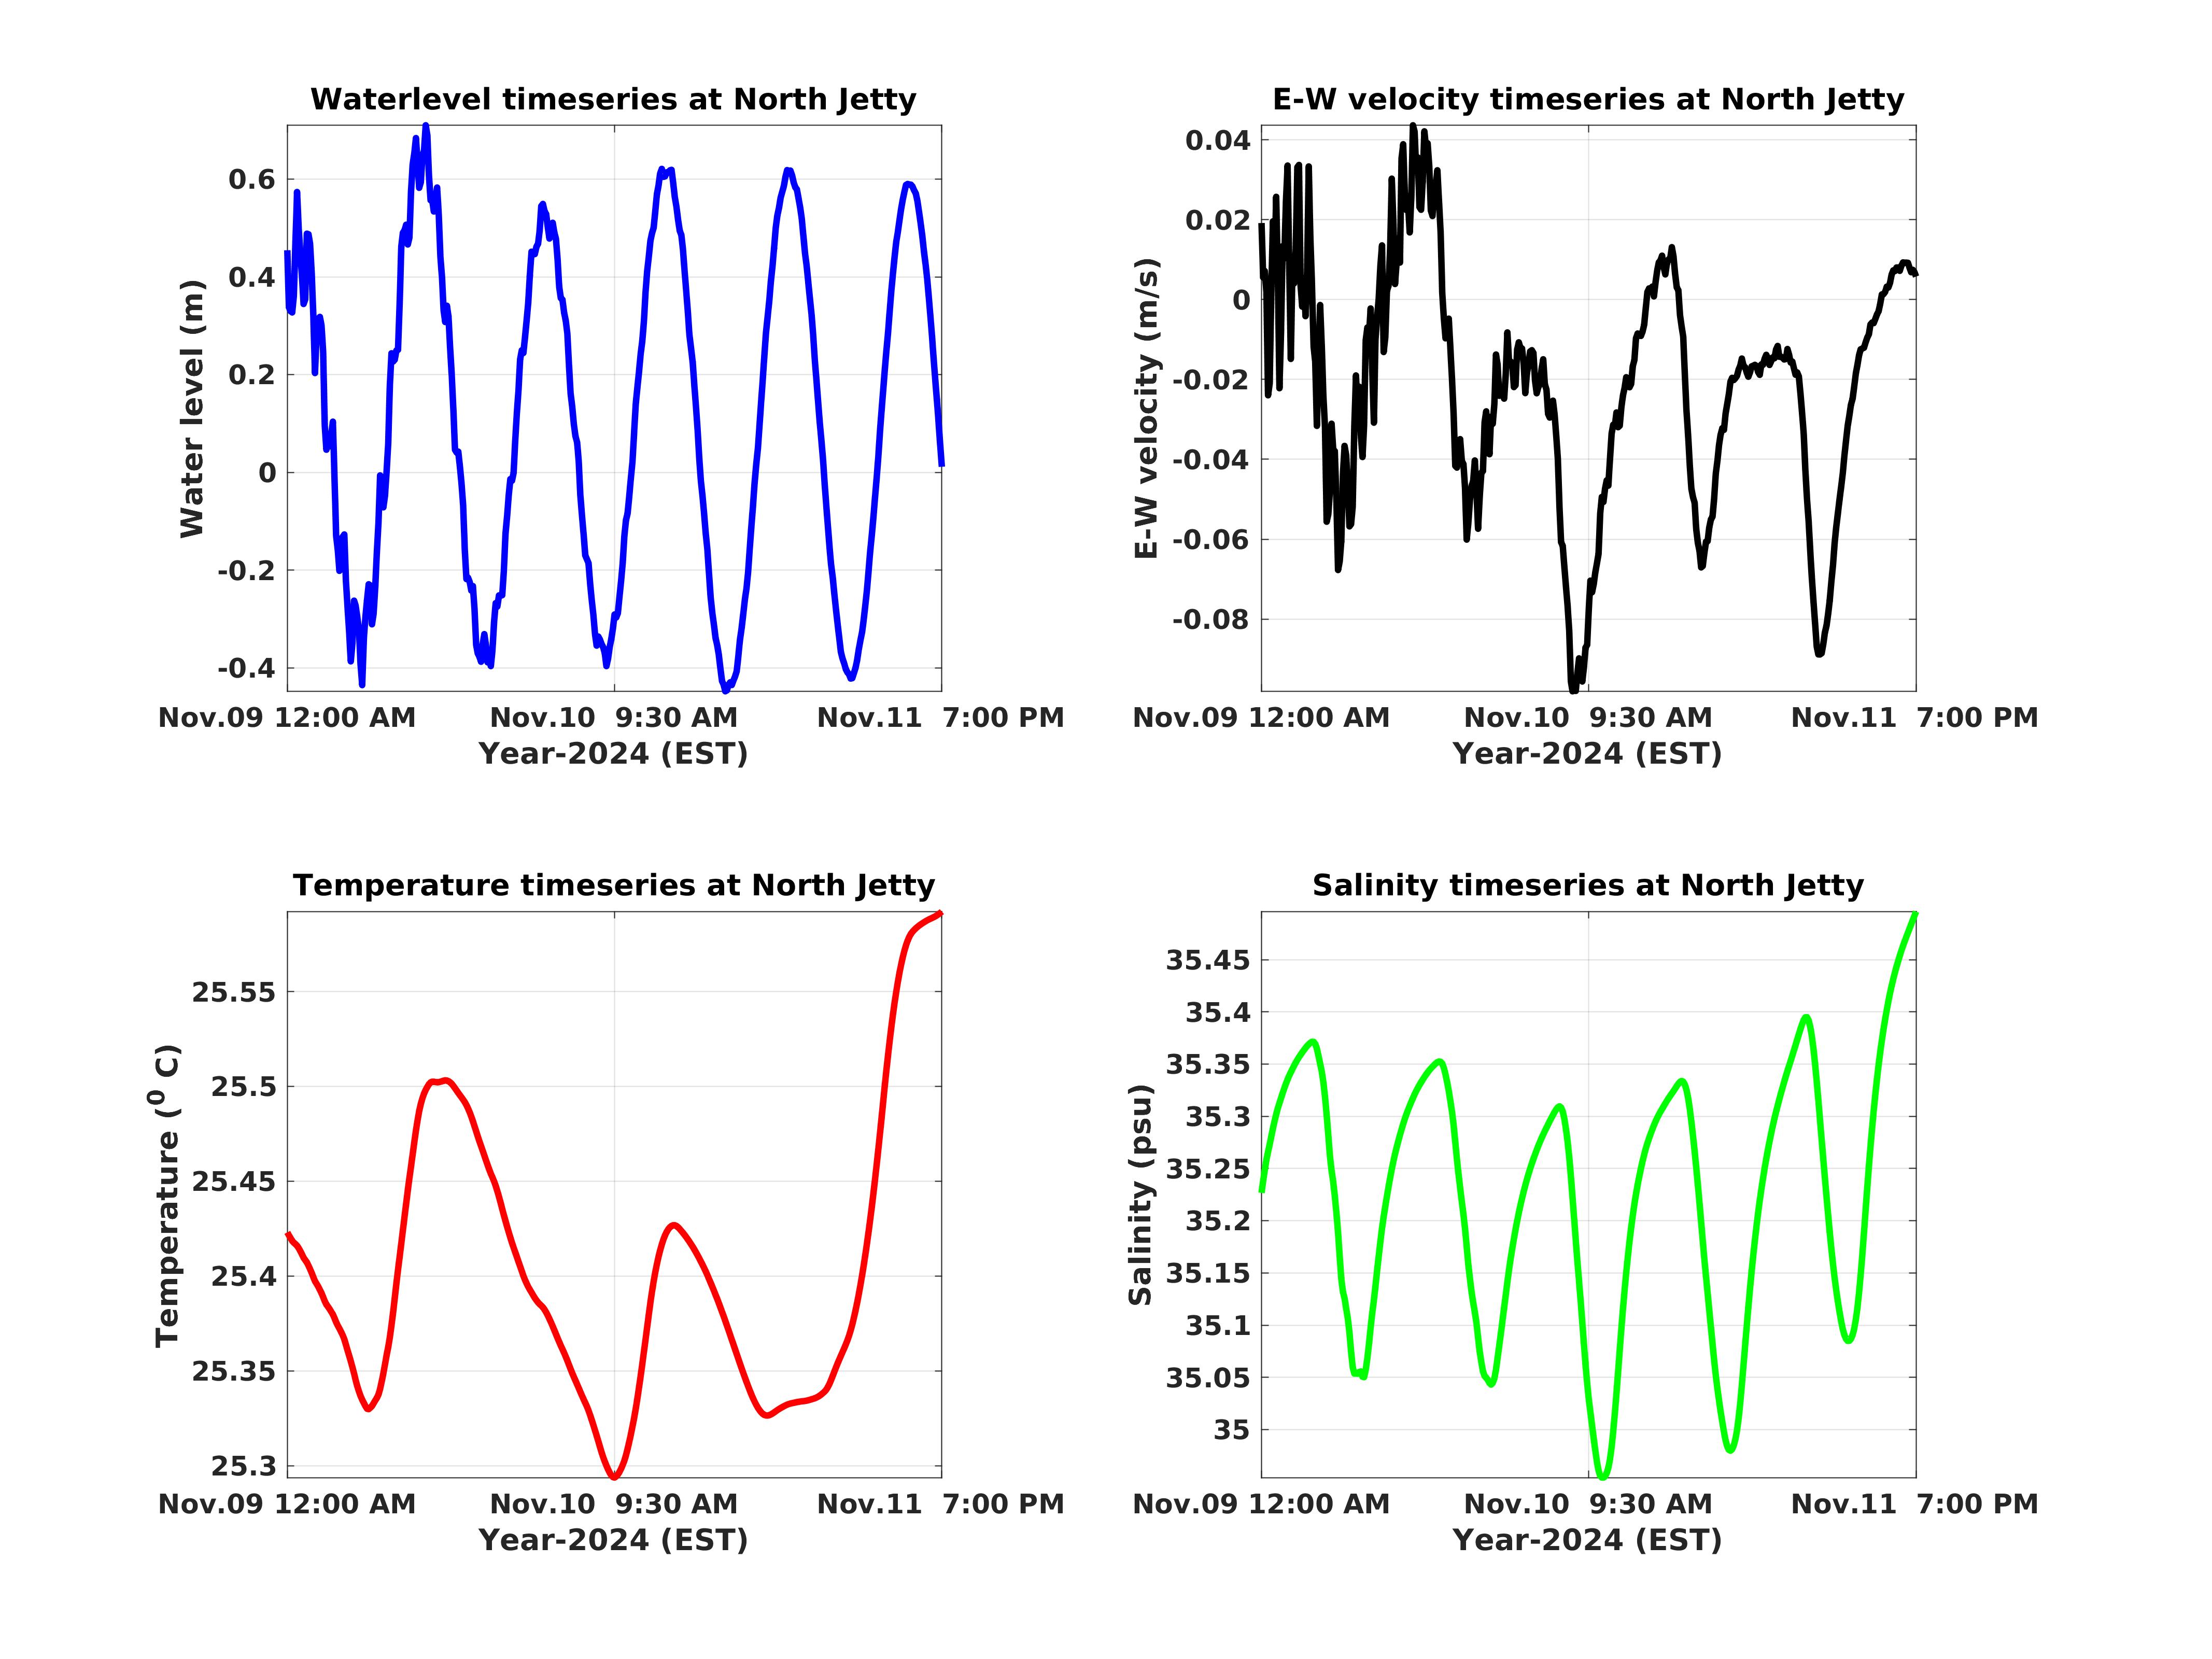 Waterlevel timeseries at North Jetty
Water level (m)
0.6
0.4
0.2
0
-0.2
-0.4
Nov.09 12:00 AM Nov.10 9:30 AM Nov.11 7:00 PM
Year-2024 (EST)
E-W velocity timeseries at North Jetty
E-W velocity (m/s)
0.04
0.02
0
-0.02
-0.04
-0.06
-0.08
Nov.09 12:00 AM Nov.10 9:30 AM Nov.11 7:00 PM
Year-2024 (EST)
Temperature timeseries at North Jetty
Temperature (⁰ C)
25.55
25.5
25.45
25.4
25.35
25.3
Nov.09 12:00 AM Nov.10 9:30 AM Nov.11 7:00 PM
Year-2024 (EST)
Salinity timeseries at North Jetty
Salinity (psu)
35.45
35.4
35.35
35.3
35.25
35.2
35.15
35.1
35.05
35
Nov.09 12:00 AM Nov.10 9:30 AM Nov.11 7:00 PM
Year-2024 (EST)